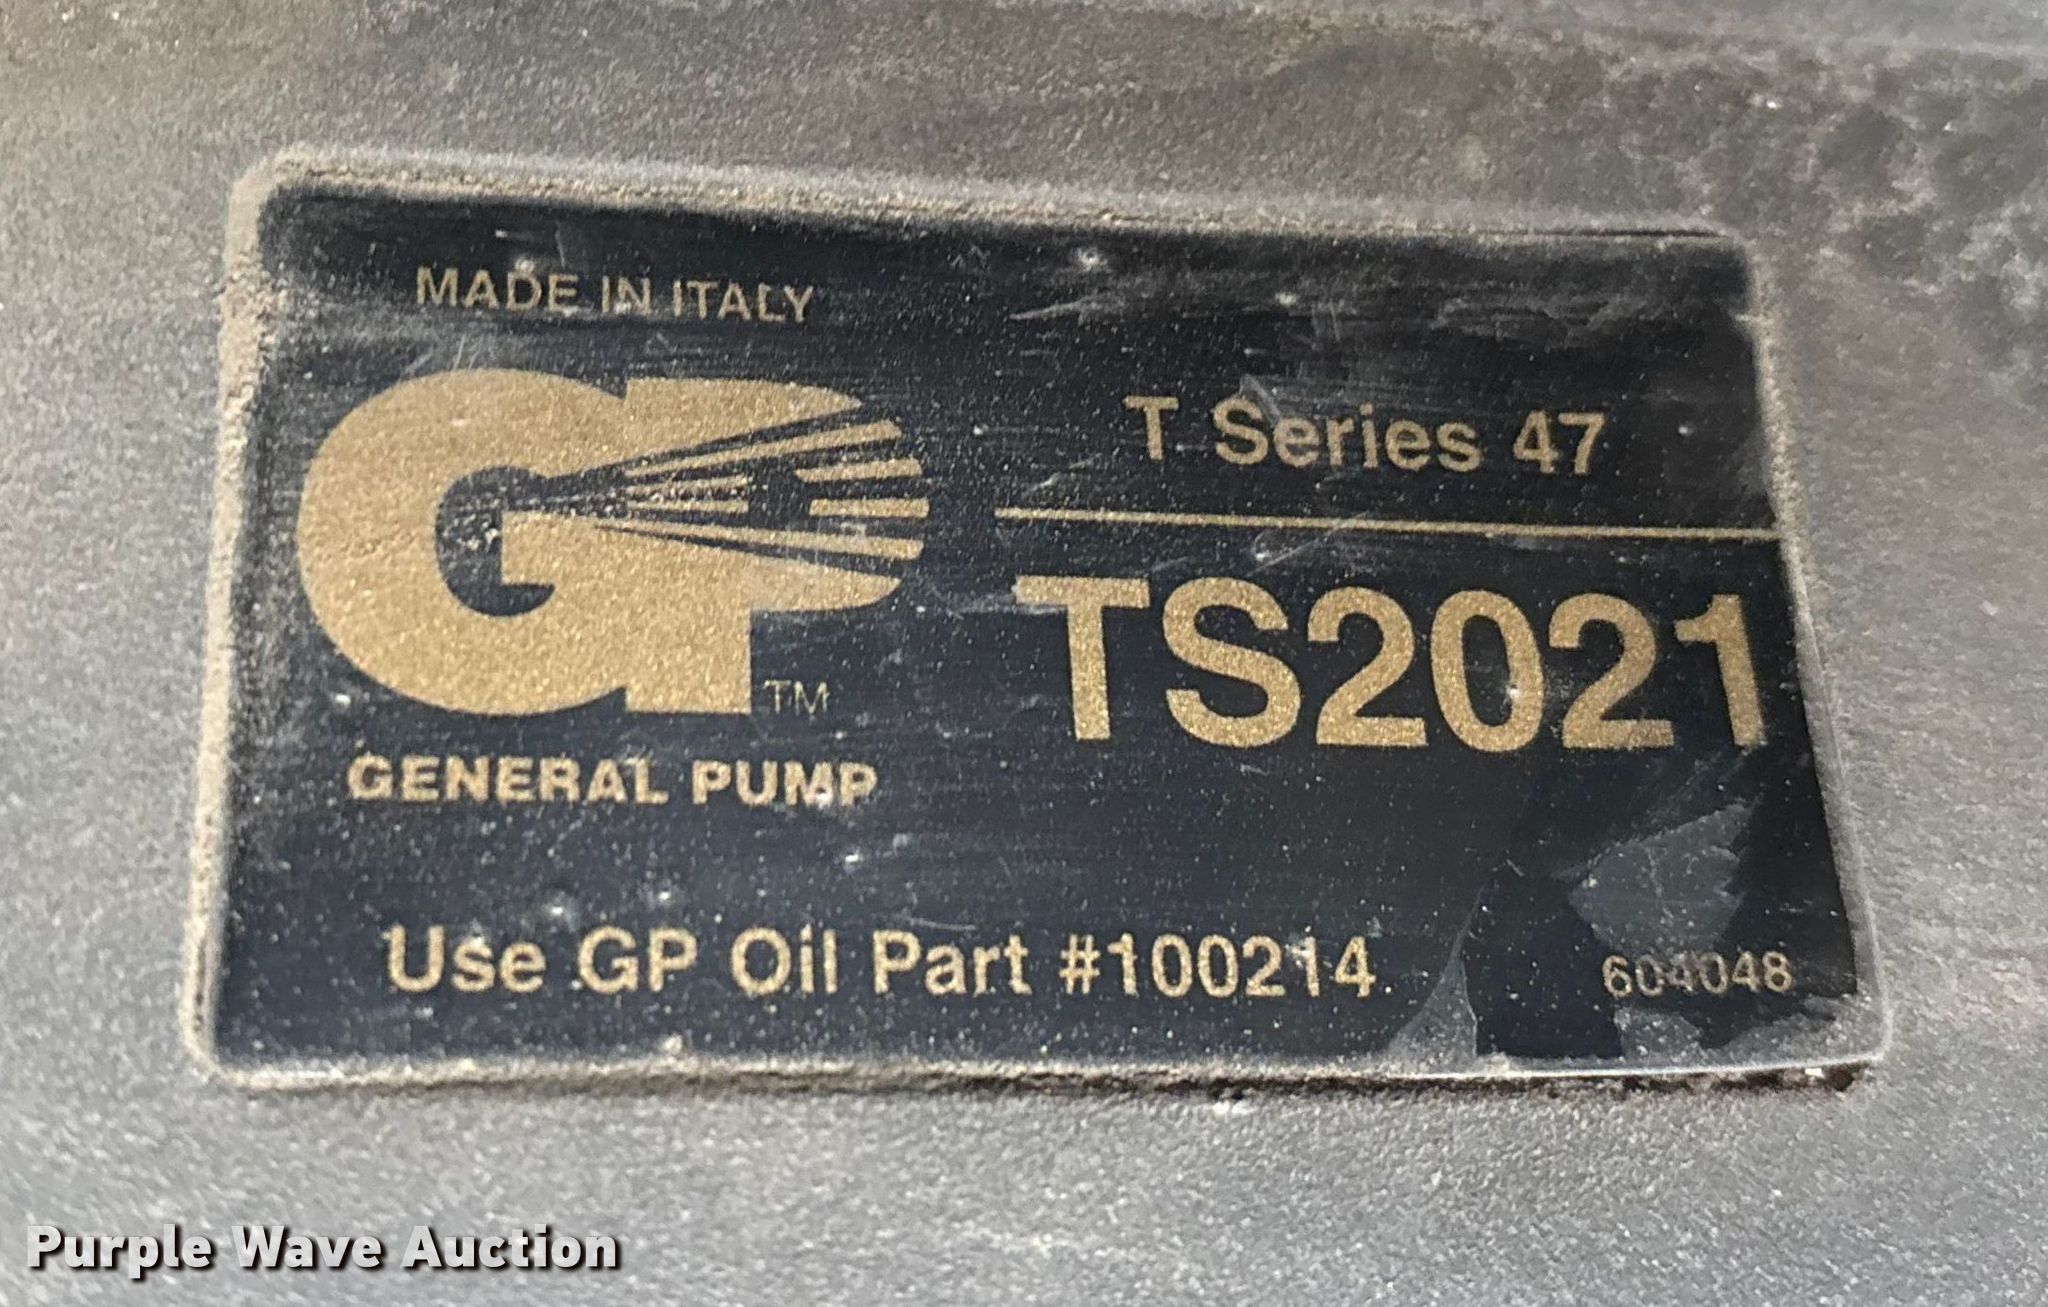 MADE IN ITALY
GP
TM
GENERAL PUMP
T Series 47
TS2021
Use GP Oil Part #100214
604048
Purple Wave Auction